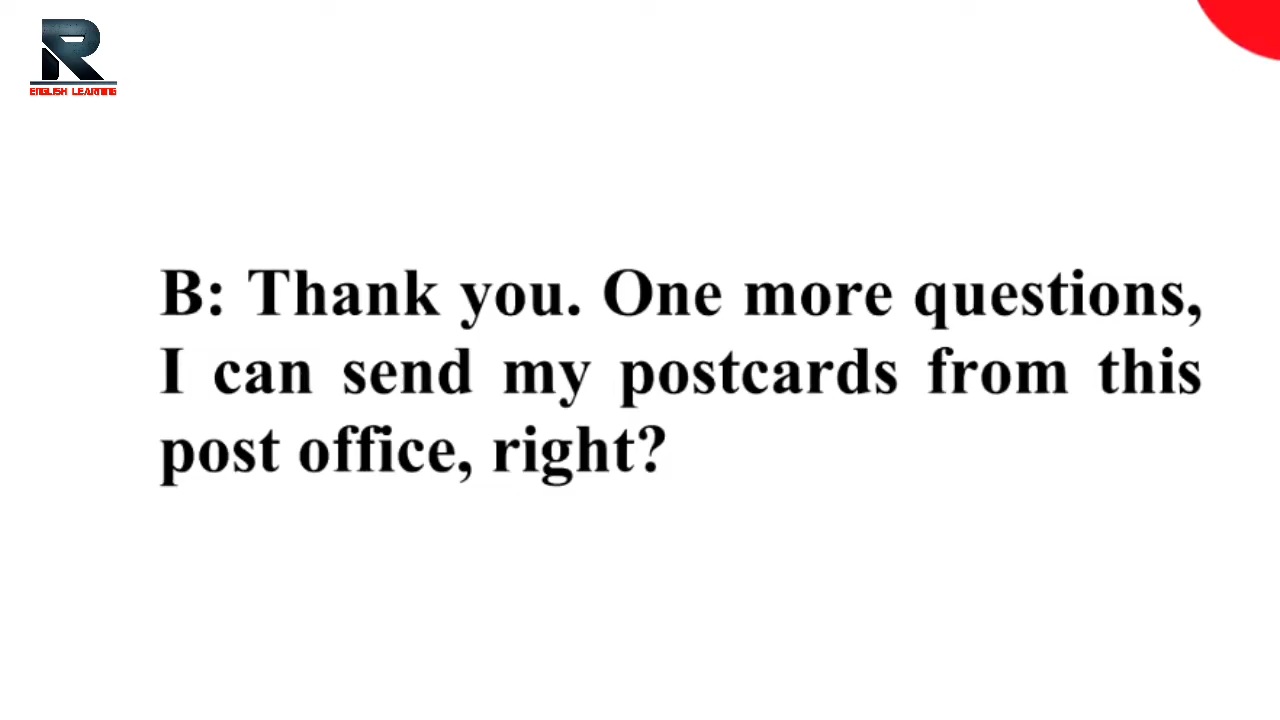 R
ENGLISH LEARNING
B: Thank you. One more questions,
I can send my postcards from this
post office, right?